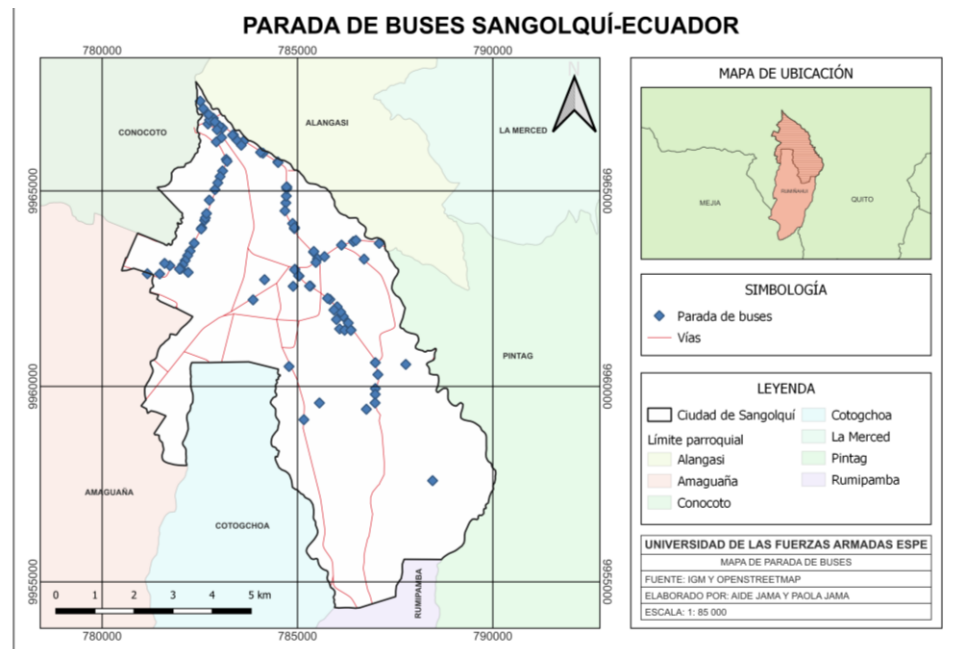 PARADA DE BUSES SANGOLQUÍ-ECUADOR
780000
785000
790000
CONOCOTO
ALANGASI
LA MERCED
9965000
9965000
9960000
9960000
PINTAG
AMAGUAÑA
COTOGCHOA
RUMIPAMBA
9955000
9955000
0 1 2 3 4 5 km
780000
785000
790000
MAPA DE UBICACIÓN
RUMIÑAHUI
MEJIA
QUITO
SIMBOLOGÍA
Parada de buses
Vías
LEYENDA
Ciudad de Sangolquí
Límite parroquial
Alangasi
Amaguaña
Conocoto
Cotogchoa
La Merced
Pintag
Rumipamba
UNIVERSIDAD DE LAS FUERZAS ARMADAS ESPE
MAPA DE PARADA DE BUSES
FUENTE: IGM Y OPENSTREETMAP
ELABORADO POR: AIDE JAMA Y PAOLA JAMA
ESCALA: 1: 85 000